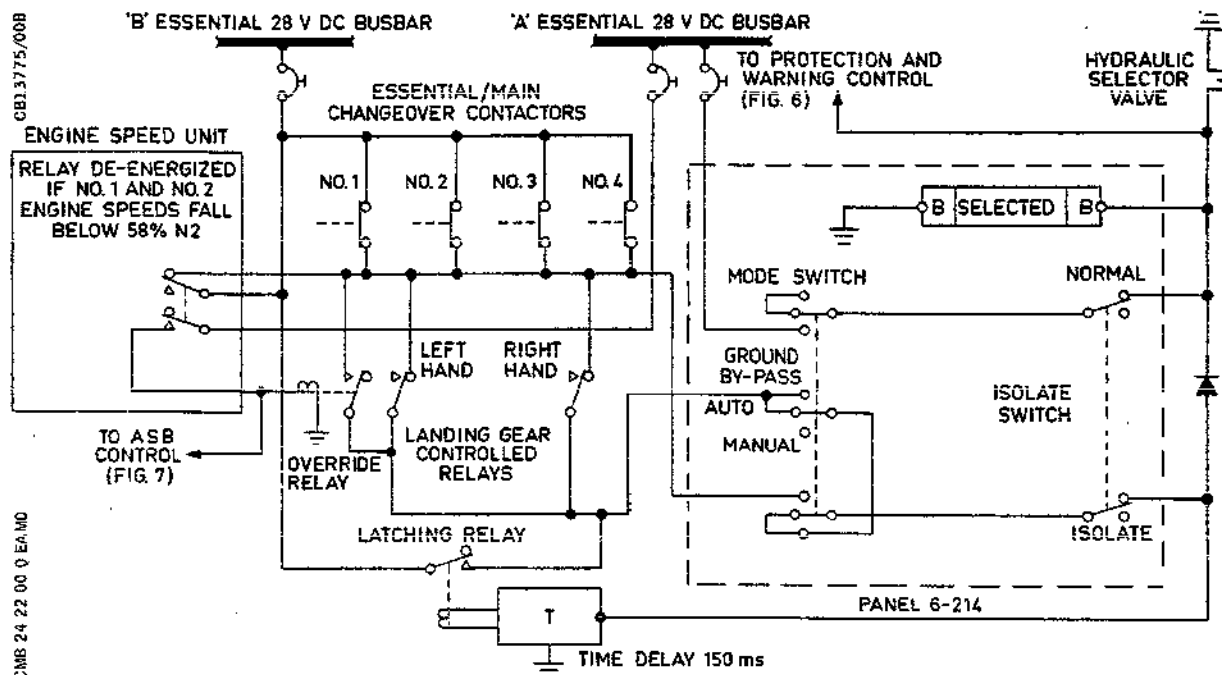 'B' ESSENTIAL 28 V DC BUSBAR
'A' ESSENTIAL 28 V DC BUSBAR
CB13775/00B
TO PROTECTION AND
WARNING CONTROL
(FIG. 6)
HYDRAULIC
SELECTOR
VALVE
ESSENTIAL/MAIN
CHANGEOVER CONTACTORS
ENGINE SPEED UNIT
RELAY DE-ENERGIZED
IF NO. 1 AND NO. 2
ENGINE SPEEDS FALL
BELOW 58% N2
NO. 1
NO. 2
NO. 3
NO. 4
B SELECTED B
MODE SWITCH
NORMAL
LEFT
HAND
RIGHT
HAND
GROUND
BY-PASS
AUTO
MANUAL
ISOLATE
SWITCH
TO ASB
CONTROL
(FIG. 7)
OVERRIDE
RELAY
LANDING GEAR
CONTROLLED
RELAYS
LATCHING RELAY
ISOLATE
T
PANEL 6-214
TIME DELAY 150 ms
CMB 24 22 00 0 EAMO